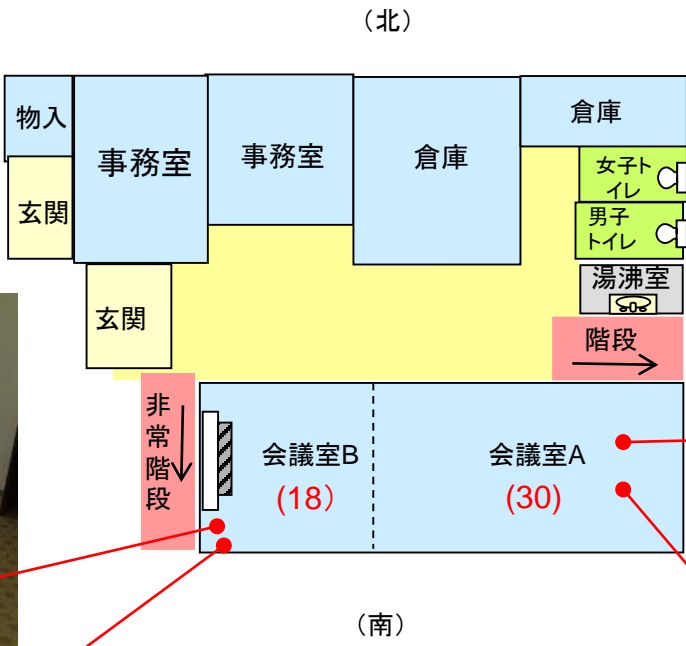 （北）
物入
事務室
事務室
倉庫
倉庫
女子ト
イレ
男子
トイレ
玄関
湯沸室
玄関
階段
非
常
階
段
会議室B
(18）
会議室A
(30)
（南）